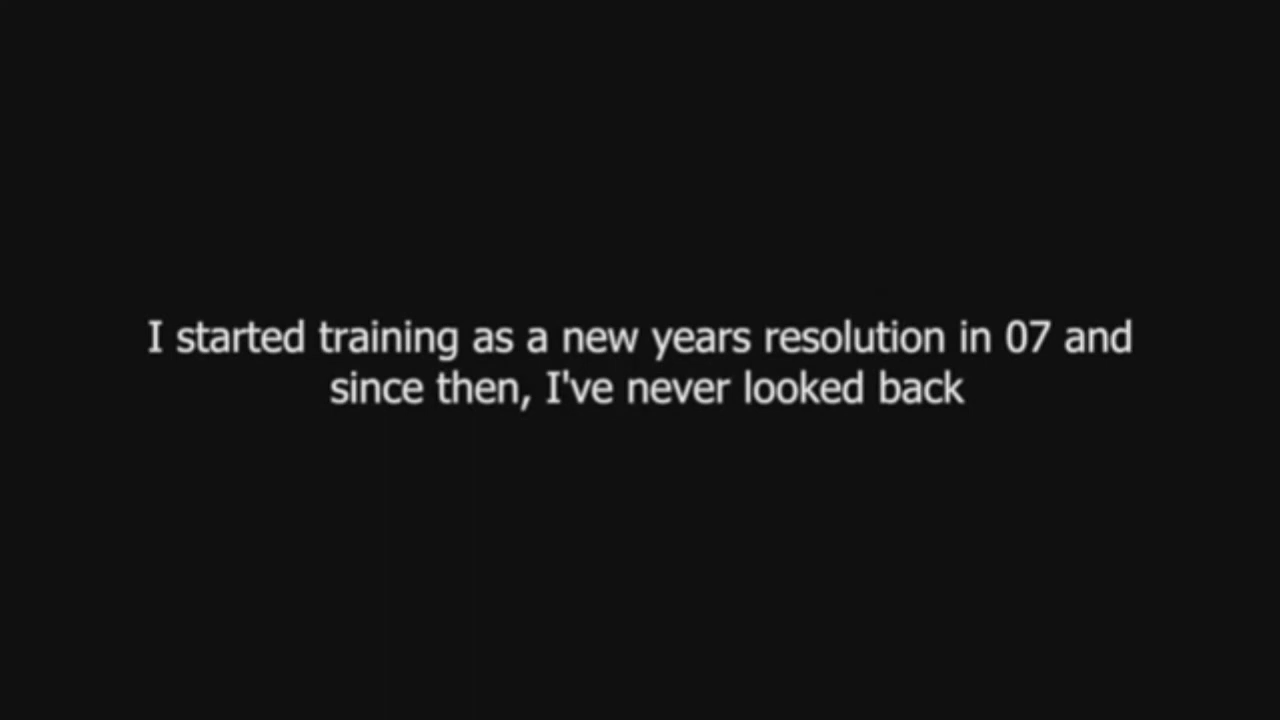 I started training as a new years resolution in 07 and
since then, I've never looked back